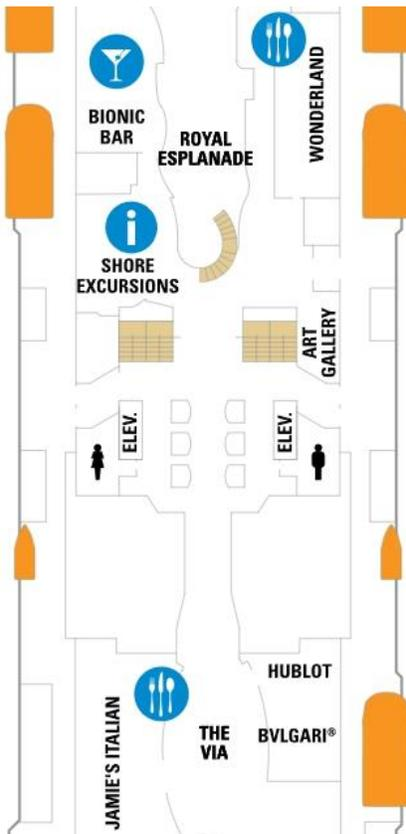 WONDERLAND
BIONIC
BAR
ROYAL
ESPLANADE
i
SHORE
EXCURSIONS
ART
GALLERY
ELEV.
ELEV.
HUBLOT
JAMIE'S ITALIAN
THE
VIA
BVLGARI®